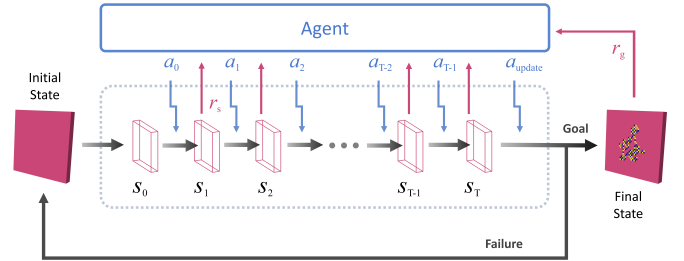 Agent
a0
a1
a2
aT-2
aT-1
aupdate
rg
Initial
State
rs
Goal
S0
S1
S2
ST-1
ST
Final
State
Failure